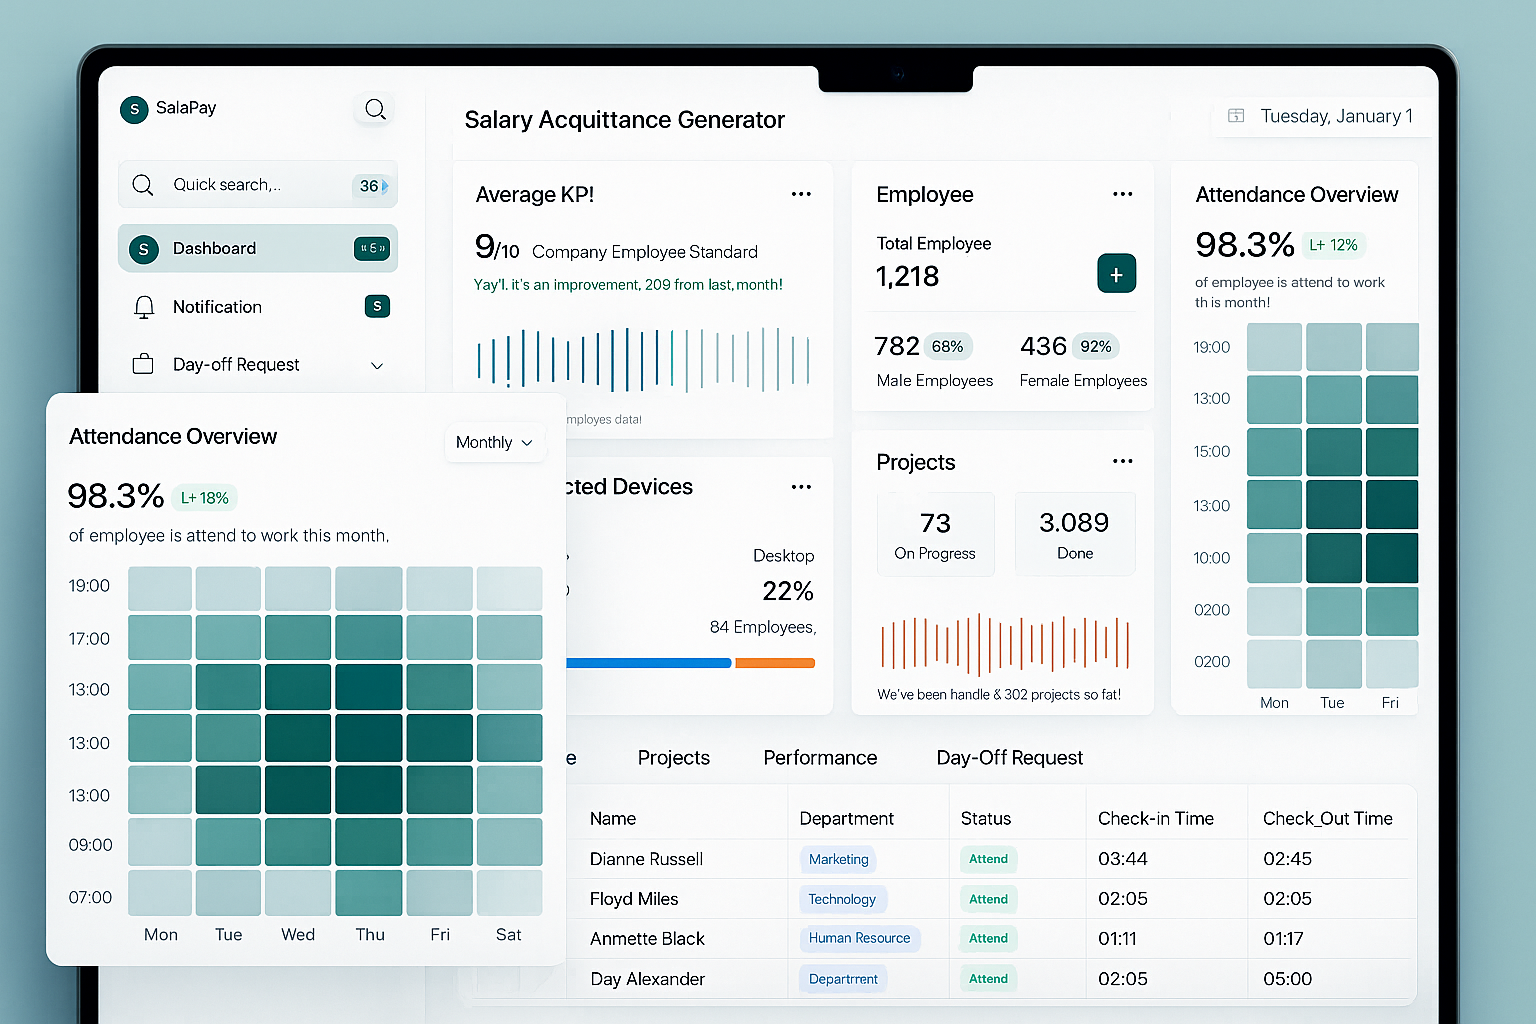 SalaPay
Salary Acquittance Generator
Tuesday, January 1
Quick search,..
36
Dashboard
« 5 »
Notification
S
Day-off Request
Average KP!
9/10 Company Employee Standard
Yay'l. it's an improvement, 209 from last, month!
mployes data!
Employee
Total Employee
1,218
+
782 68%
Male Employees
436 92%
Female Employees
Attendance Overview
98.3% L+ 12%
of employee is attend to work
this month!
19:00
13:00
15:00
13:00
10:00
0200
0200
Mon Tue Fri
Attendance Overview
Monthly
98.3% L+ 18%
of employee is attend to work this month,
19:00
17:00
13:00
13:00
13:00
09:00
07:00
Mon Tue Wed Thu Fri Sat
cted Devices
Desktop
22%
84 Employees,
Projects
73
On Progress
3.089
Done
We've been handle & 302 projects so fat!
e Projects Performance Day-Off Request
Name Department Status Check-in Time Check_Out Time
Dianne Russell Marketing Attend 03:44 02:45
Floyd Miles Technology Attend 02:05 02:05
Anmette Black Human Resource Attend 01:11 01:17
Day Alexander Departrrent Attend 02:05 05:00